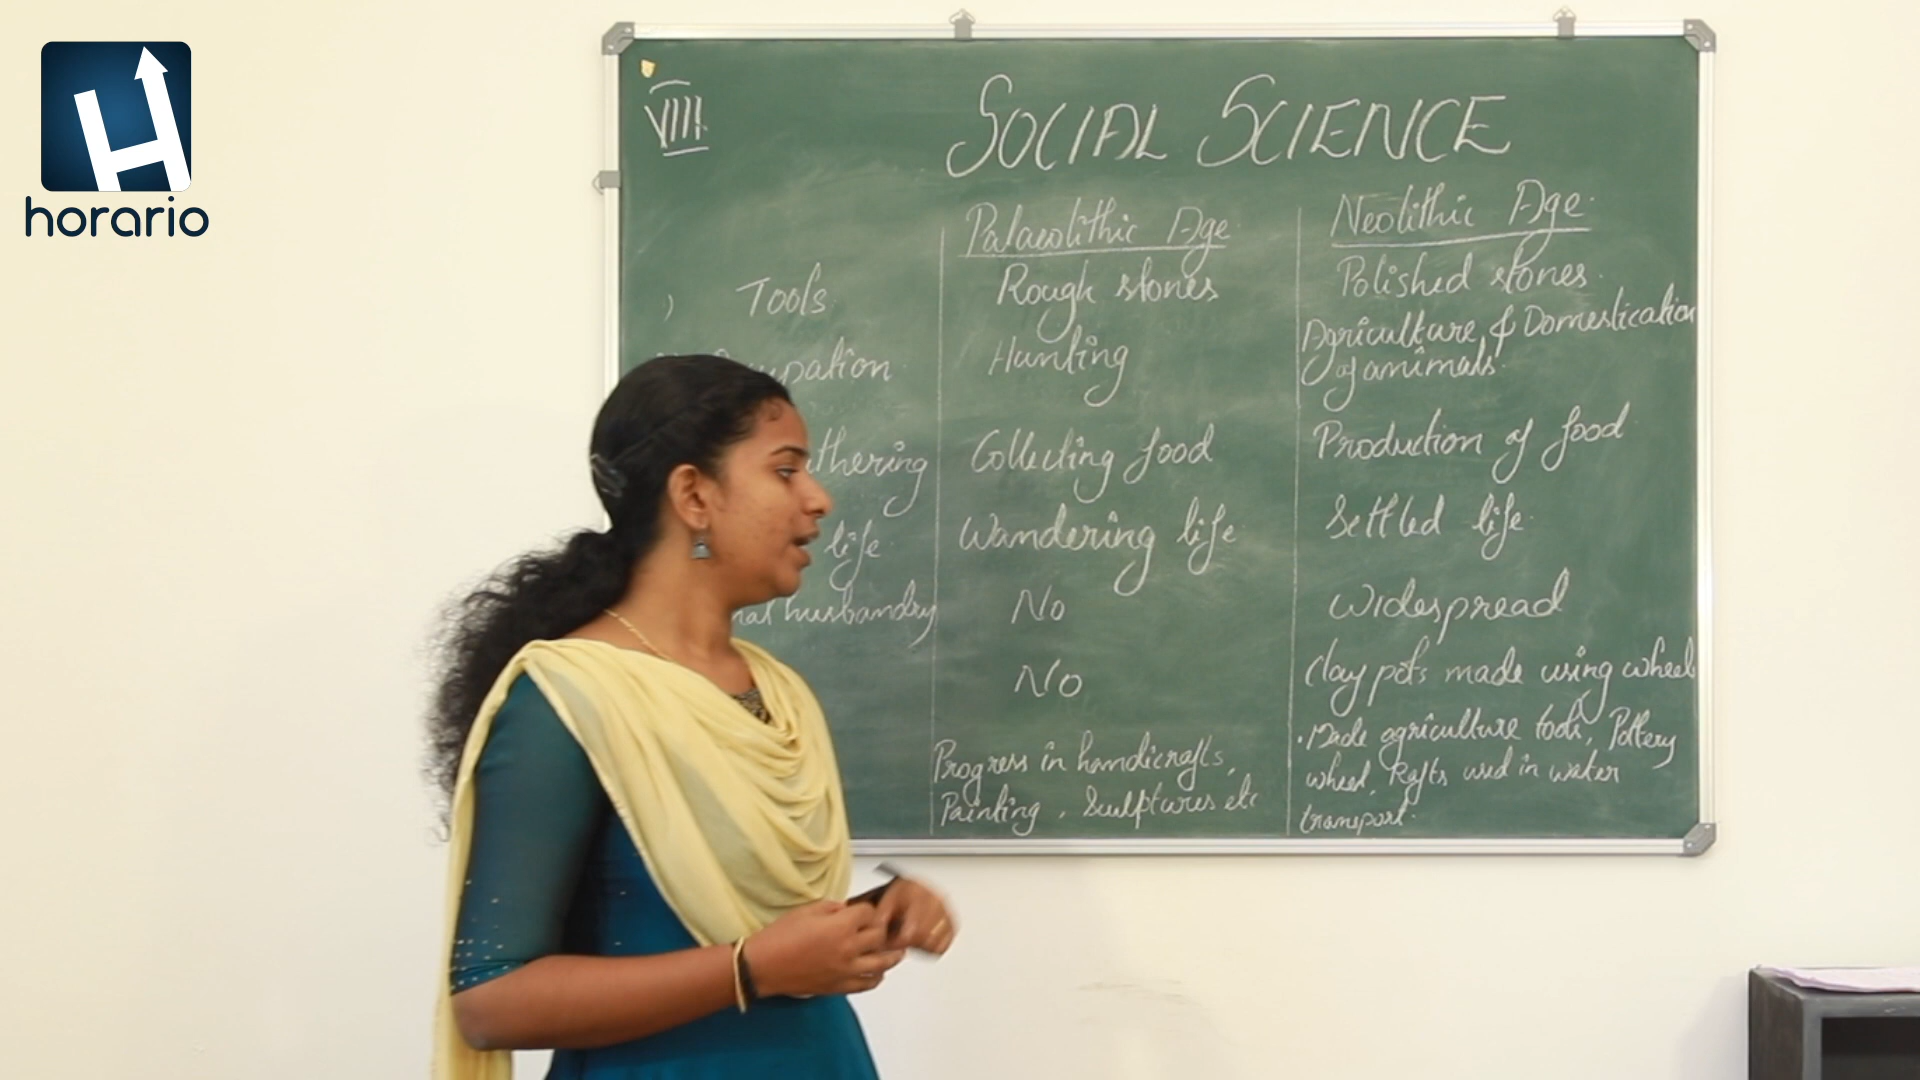 horario
VIII
SOCIAL SCIENCE
Palaeolithic Age
Neolithic Age
) Tools
Rough stones
Polished stones
Hunting
Agriculture & Domestication
of animals
Collecting food
Production of food
life
Wandering life
Settled life
husbandry
No
Widespread
No
Clay pots made using wheel
Progress in handicrafts,
Painting, Sculptures etc
. Made agriculture tools, Pottery
wheel, Rafts used in water
transport.